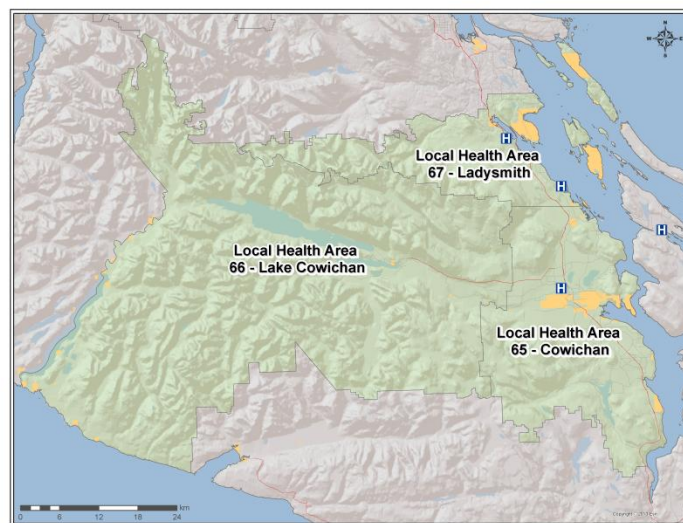 N
W
E
S
H
Local Health Area
67 - Ladysmith
H
H
Local Health Area
66 - Lake Cowichan
H
Local Health Area
65 - Cowichan
km
0 3 6 12 18 24